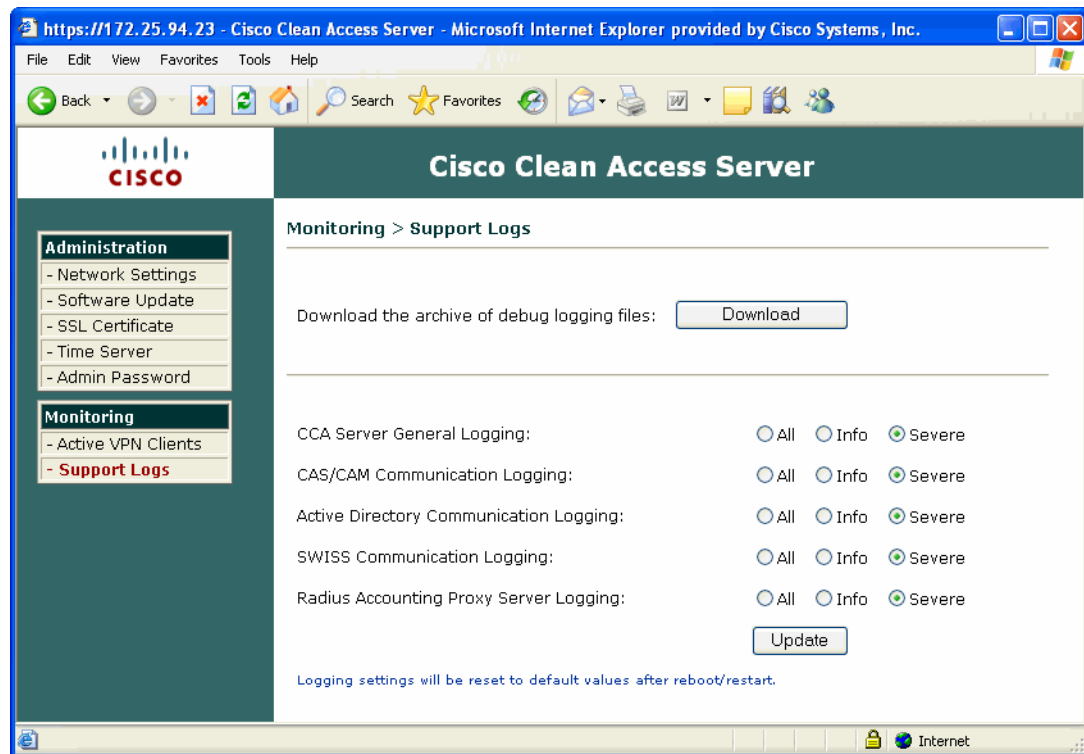 https://172.25.94.23 - Cisco Clean Access Server - Microsoft Internet Explorer provided by Cisco Systems, Inc.
File Edit View Favorites Tools Help
Back Search Favorites
CISCO
Cisco Clean Access Server
Administration
- Network Settings
- Software Update
- SSL Certificate
- Time Server
- Admin Password
Monitoring
- Active VPN Clients
- Support Logs
Monitoring > Support Logs
Download the archive of debug logging files: Download
CCA Server General Logging: All Info Severe
CAS/CAM Communication Logging: All Info Severe
Active Directory Communication Logging: All Info Severe
SWISS Communication Logging: All Info Severe
Radius Accounting Proxy Server Logging: All Info Severe
Update
Logging settings will be reset to default values after reboot/restart.
Internet